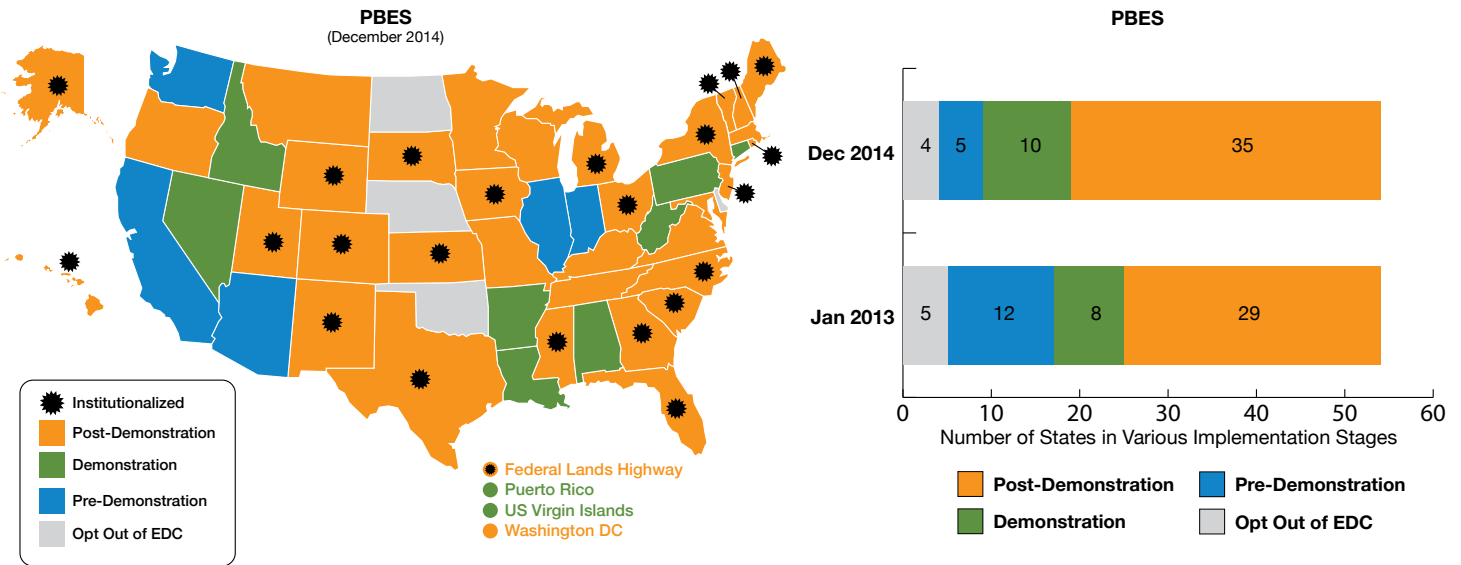 PBES
(December 2014)
Institutionalized
Post-Demonstration
Demonstration
Pre-Demonstration
Opt Out of EDC
Federal Lands Highway
Puerto Rico
US Virgin Islands
Washington DC
PBES
Dec 2014
4 5 10 35
Jan 2013
5 12 8 29
0 10 20 30 40 50 60
Number of States in Various Implementation Stages
Post-Demonstration
Pre-Demonstration
Demonstration
Opt Out of EDC